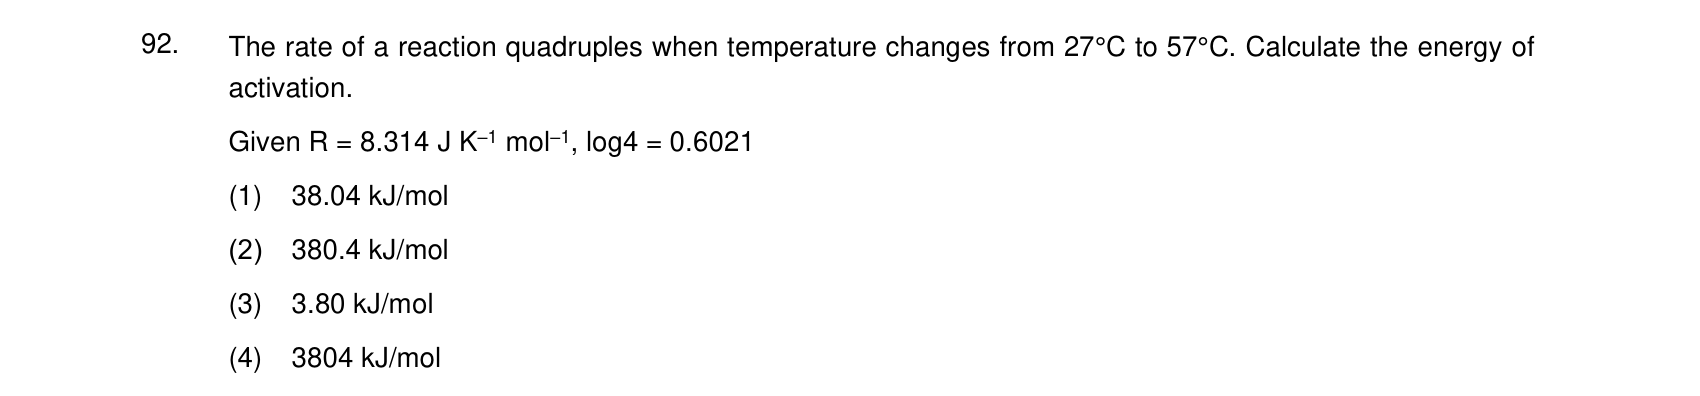 92. The rate of a reaction quadruples when temperature changes from 27°C to 57°C. Calculate the energy of
activation.
Given R = 8.314 J K⁻¹ mol⁻¹, log4 = 0.6021
(1) 38.04 kJ/mol
(2) 380.4 kJ/mol
(3) 3.80 kJ/mol
(4) 3804 kJ/mol